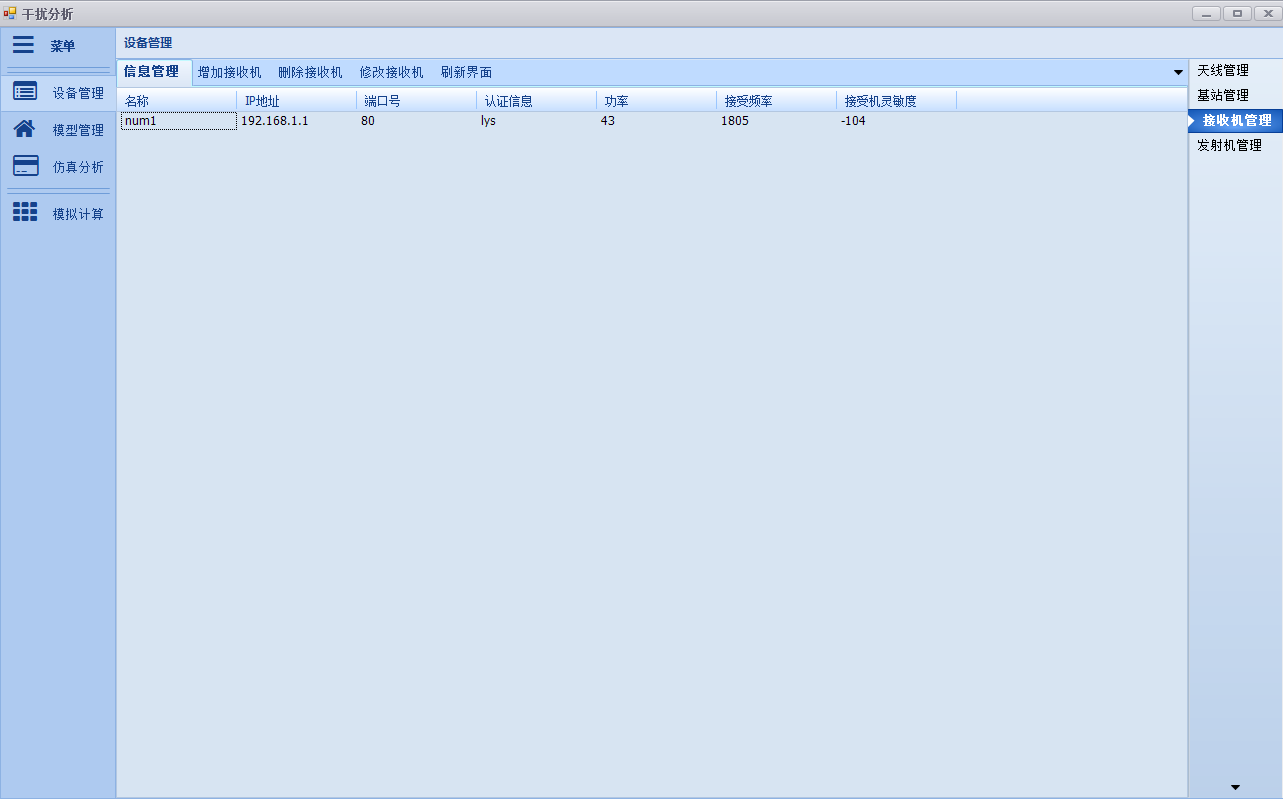 干扰分析
菜单
设备管理
模型管理
仿真分析
模拟计算
设备管理
信息管理 增加接收机 删除接收机 修改接收机 刷新界面
名称 IP地址 端口号 认证信息 功率 接受频率 接受机灵敏度
num1 192.168.1.1 80 lys 43 1805 -104
天线管理
基站管理
接收机管理
发射机管理